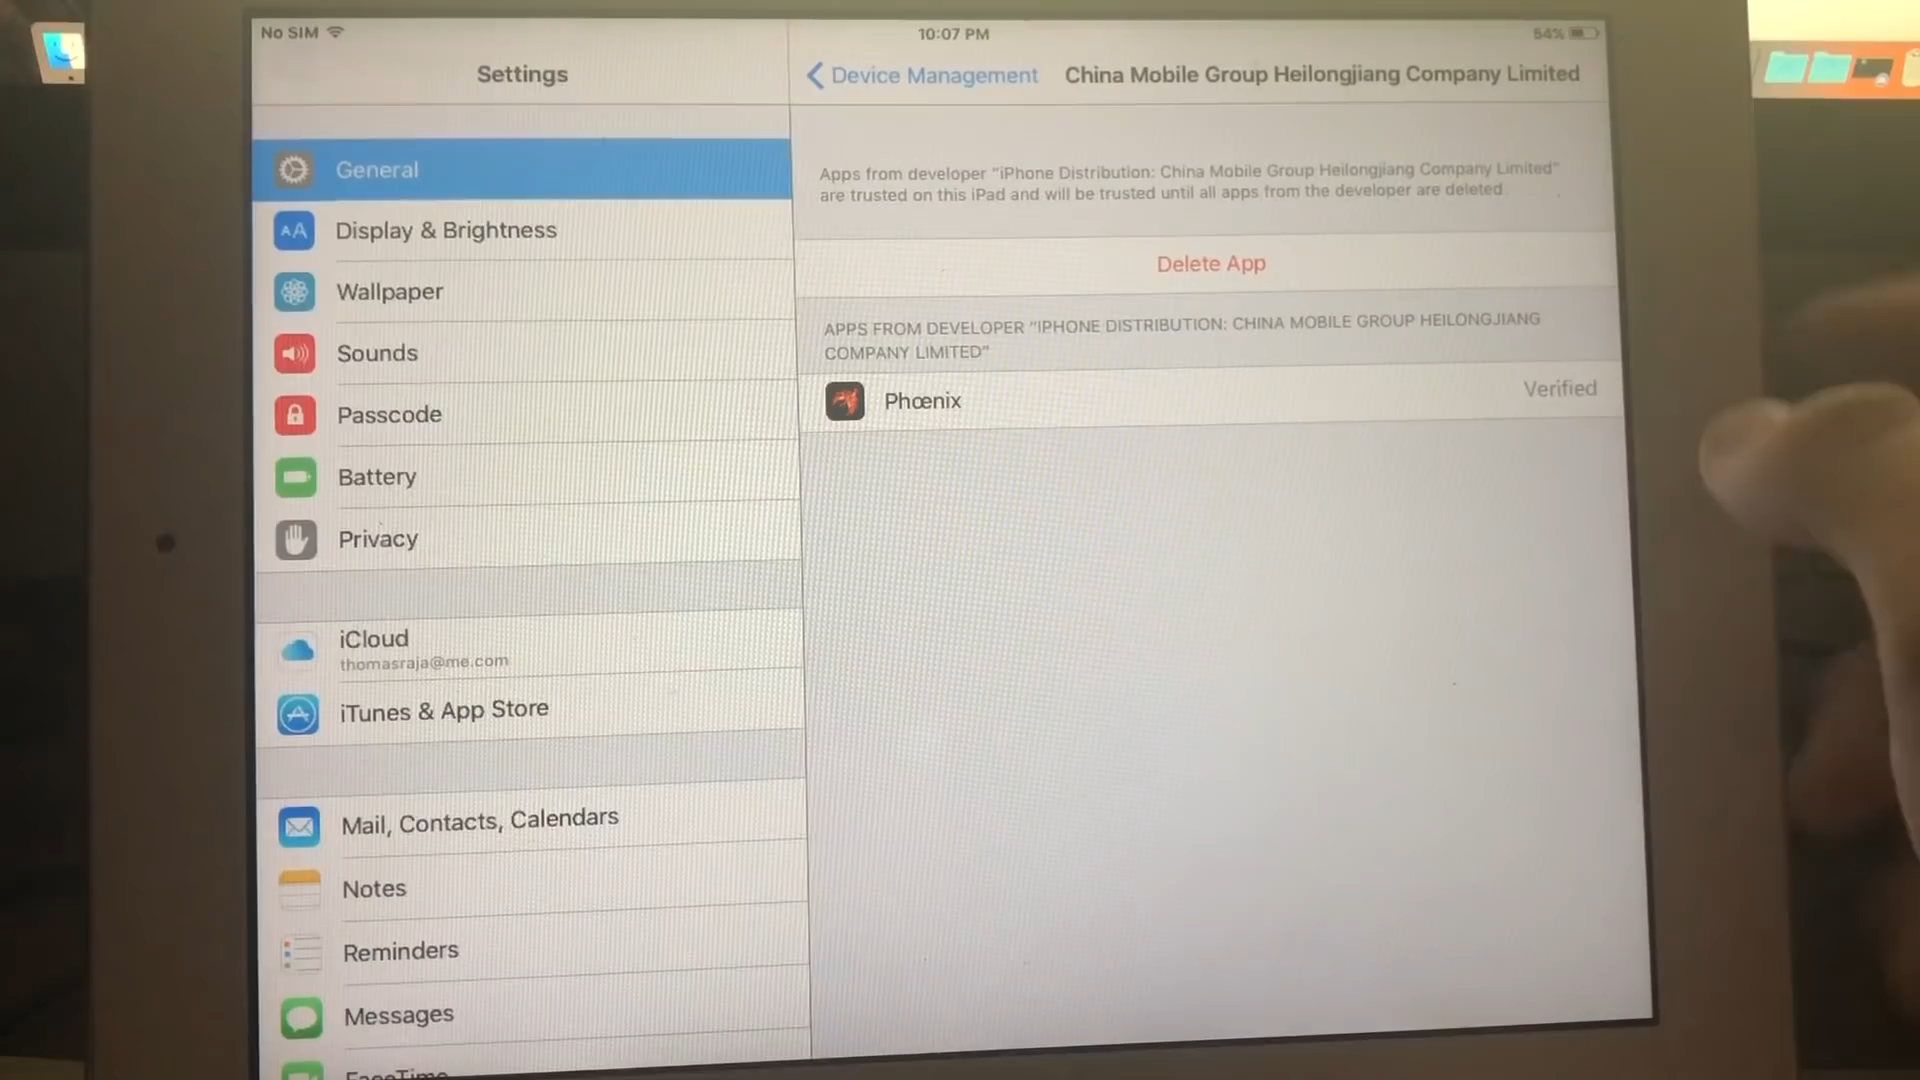 No SIM
10:07 PM
54%
Settings
Device Management
China Mobile Group Heilongjiang Company Limited
General
Display & Brightness
Wallpaper
Sounds
Passcode
Battery
Privacy
iCloud
thomasraja@me.com
iTunes & App Store
Mail, Contacts, Calendars
Notes
Reminders
Messages
FaceTime
Apps from developer "iPhone Distribution: China Mobile Group Heilongjiang Company Limited"
are trusted on this iPad and will be trusted until all apps from the developer are deleted.
Delete App
APPS FROM DEVELOPER "IPHONE DISTRIBUTION: CHINA MOBILE GROUP HEILONGJIANG
COMPANY LIMITED"
Phœnix
Verified